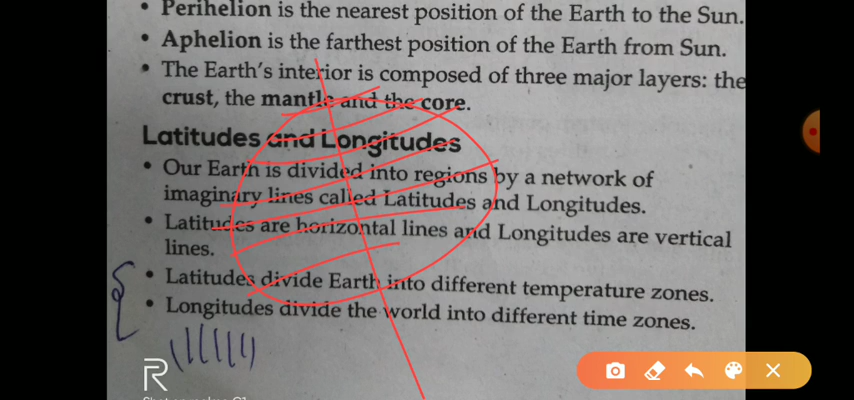 • Perihelion is the nearest position of the Earth to the Sun.
• Aphelion is the farthest position of the Earth from Sun.
• The Earth's interior is composed of three major layers: the
crust, the mantle and the core.
Latitudes and Longitudes
• Our Earth is divided into regions by a network of
imaginary lines called Latitudes and Longitudes.
• Latitudes are horizontal lines and Longitudes are vertical
lines.
• Latitudes divide Earth into different temperature zones.
• Longitudes divide the world into different time zones.
R